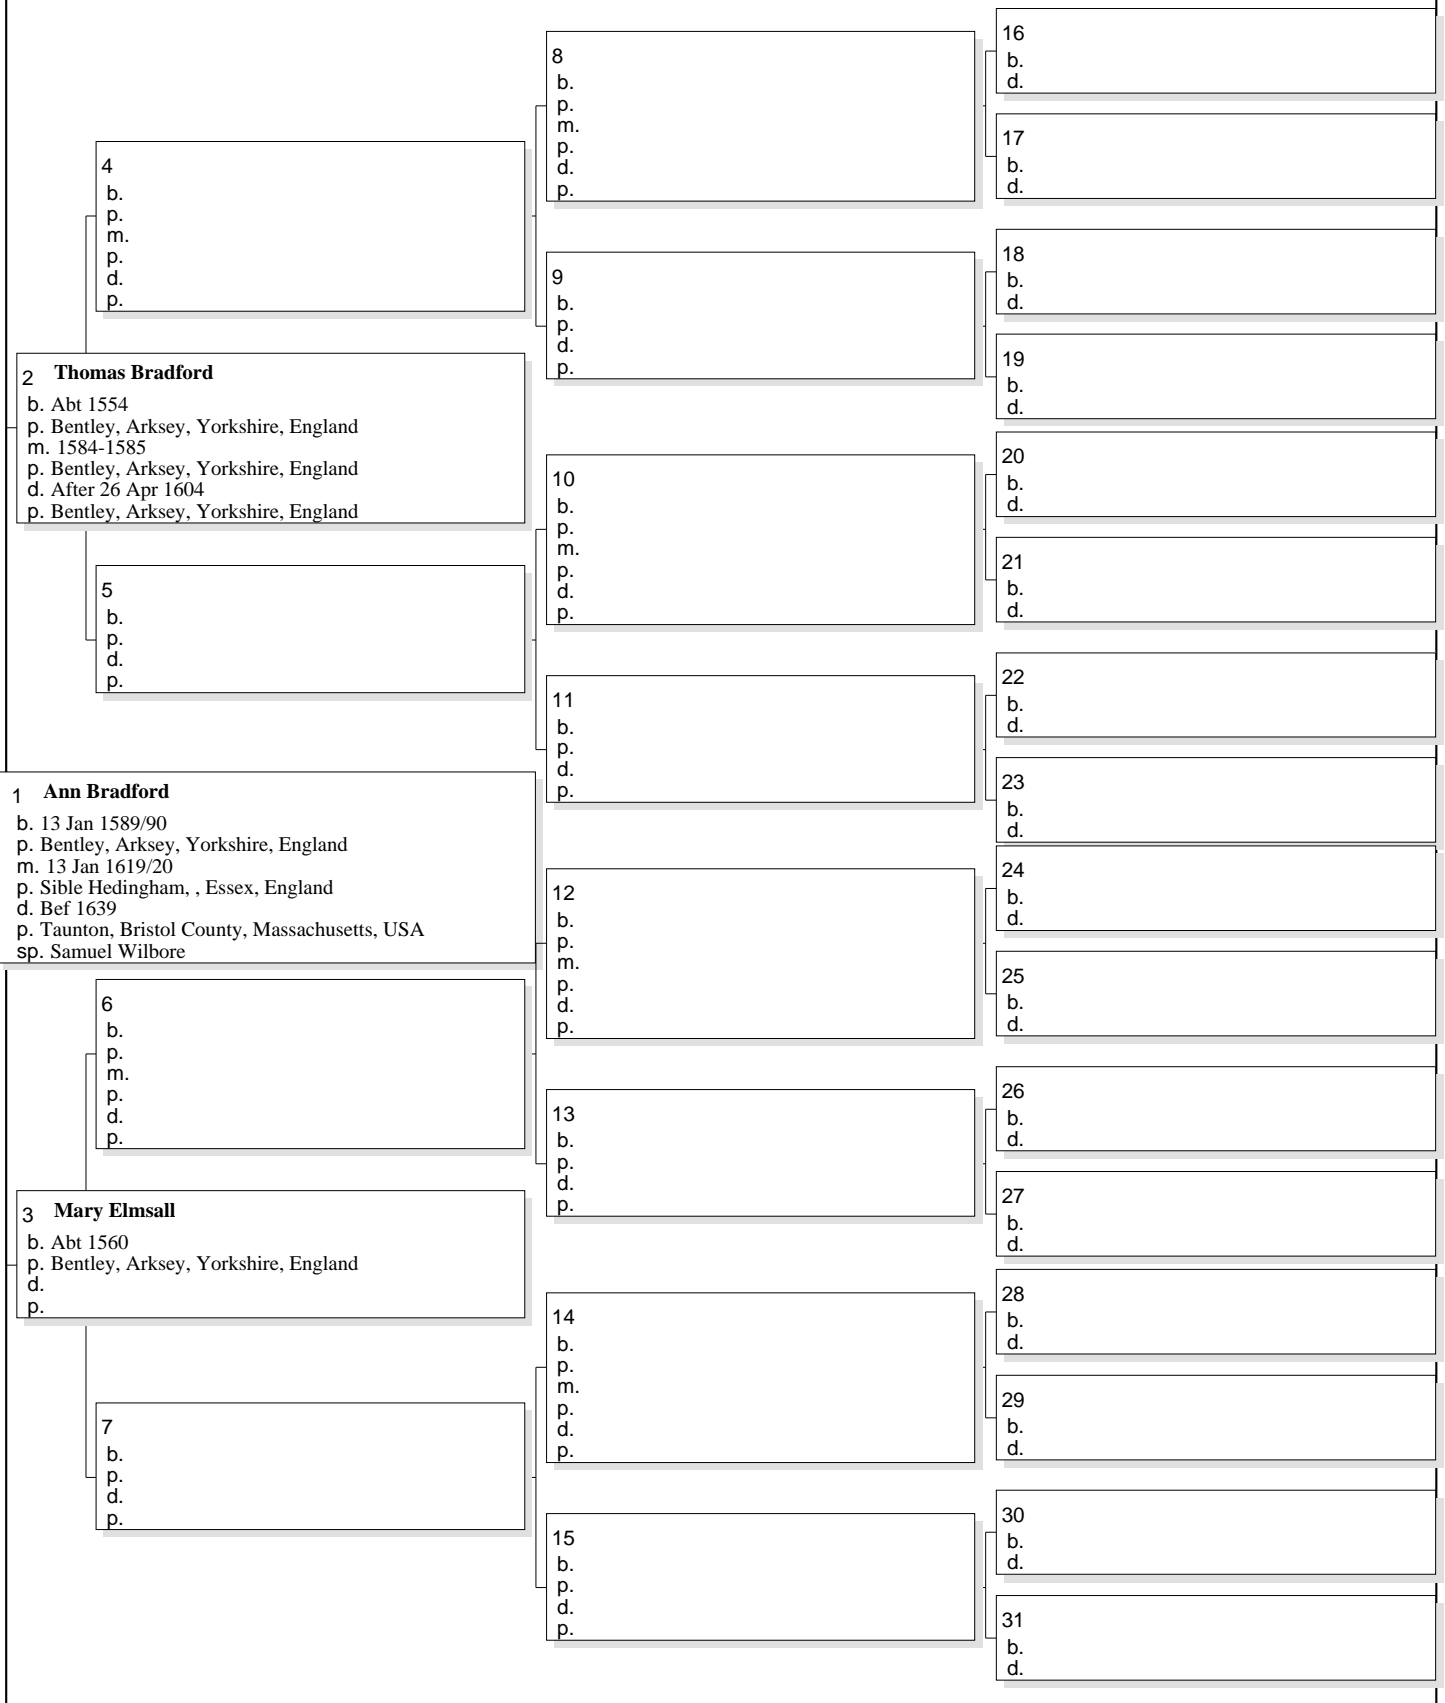 16
b.
d.
8
b.
p.
m.
p.
d.
p.
17
b.
d.
4
b.
p.
m.
p.
d.
p.
18
b.
d.
9
b.
p.
d.
p.
19
b.
d.
2 Thomas Bradford
b. Abt 1554
p. Bentley, Arksey, Yorkshire, England
m. 1584-1585
p. Bentley, Arksey, Yorkshire, England
d. After 26 Apr 1604
p. Bentley, Arksey, Yorkshire, England
20
b.
d.
10
b.
p.
m.
p.
d.
p.
21
b.
d.
5
b.
p.
d.
p.
22
b.
d.
11
b.
p.
d.
p.
23
b.
d.
1 Ann Bradford
b. 13 Jan 1589/90
p. Bentley, Arksey, Yorkshire, England
m. 13 Jan 1619/20
p. Sible Hedingham, , Essex, England
d. Bef 1639
p. Taunton, Bristol County, Massachusetts, USA
sp. Samuel Wilbore
24
b.
d.
12
b.
p.
m.
p.
d.
p.
25
b.
d.
6
b.
p.
m.
p.
d.
p.
26
b.
d.
13
b.
p.
d.
p.
27
b.
d.
3 Mary Elmsall
b. Abt 1560
p. Bentley, Arksey, Yorkshire, England
d.
p.
28
b.
d.
14
b.
p.
m.
p.
d.
p.
29
b.
d.
7
b.
p.
d.
p.
30
b.
d.
15
b.
p.
d.
p.
31
b.
d.